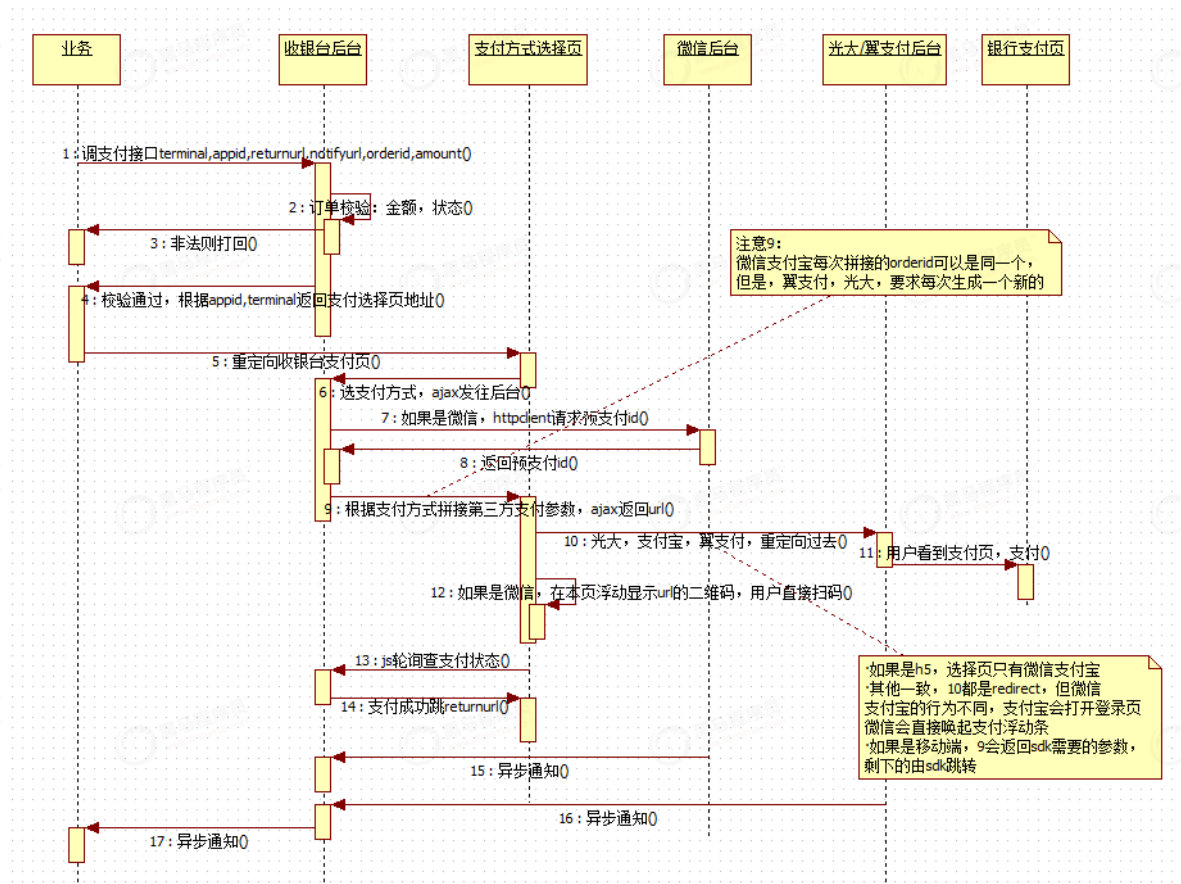 业务
收银台后台
支付方式选择页
微信后台
光大/翼支付后台
银行支付页
1 : 调支付接口terminal,appid,returnurl,notifyurl,orderid,amount()
2 : 订单校验：金额，状态()
3 : 非法则打回()
注意9：
微信支付宝每次拼接的orderid可以是同一个，
但是，翼支付，光大，要求每次生成一个新的
4 : 校验通过，根据appid,terminal返回支付选择页地址()
5 : 重定向收银台支付页()
6 : 选支付方式，ajax发往后台()
7 : 如果是微信，httpclient请求预支付id()
8 : 返回预支付id()
9 : 根据支付方式拼接第三方支付参数，ajax返回url()
10 : 光大，支付宝，翼支付，重定向过去()
11 : 用户看到支付页，支付()
12 : 如果是微信，在本页浮动显示url的二维码，用户直接扫码()
13 : js轮询查支付状态()
14 : 支付成功跳returnurl()
·如果是h5，选择页只有微信支付宝
·其他一致，10都是redirect，但微信
支付宝的行为不同，支付宝会打开登录页
微信会直接唤起支付浮动条
·如果是移动端，9会返回sdk需要的参数，
剩下的由sdk跳转
15 : 异步通知()
16 : 异步通知()
17 : 异步通知()